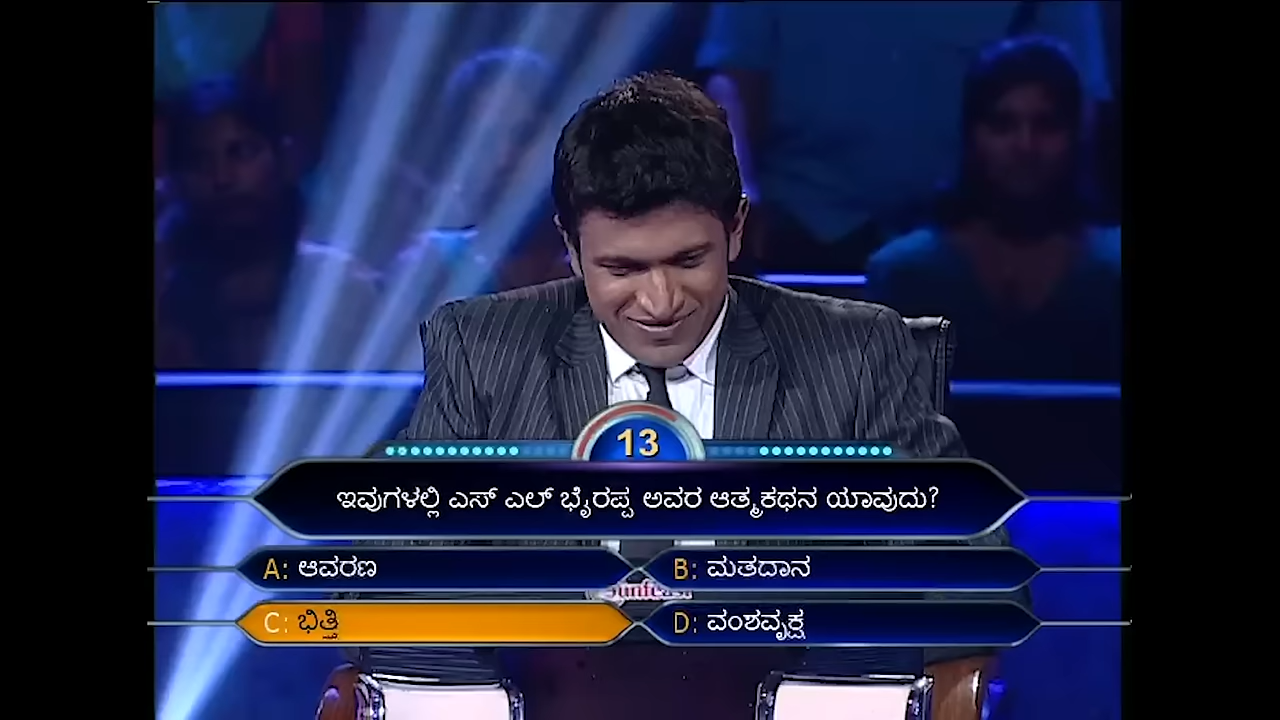 13
ಇವುಗಳಲ್ಲಿ ಎಸ್ ಎಲ್ ಭೈರಪ್ಪ ಅವರ ಆತ್ಮಕಥನ ಯಾವುದು?
A: ಆವರಣ
B: ಮತದಾನ
C: ಭಿತ್ತಿ
D: ವಂಶವೃಕ್ಷ